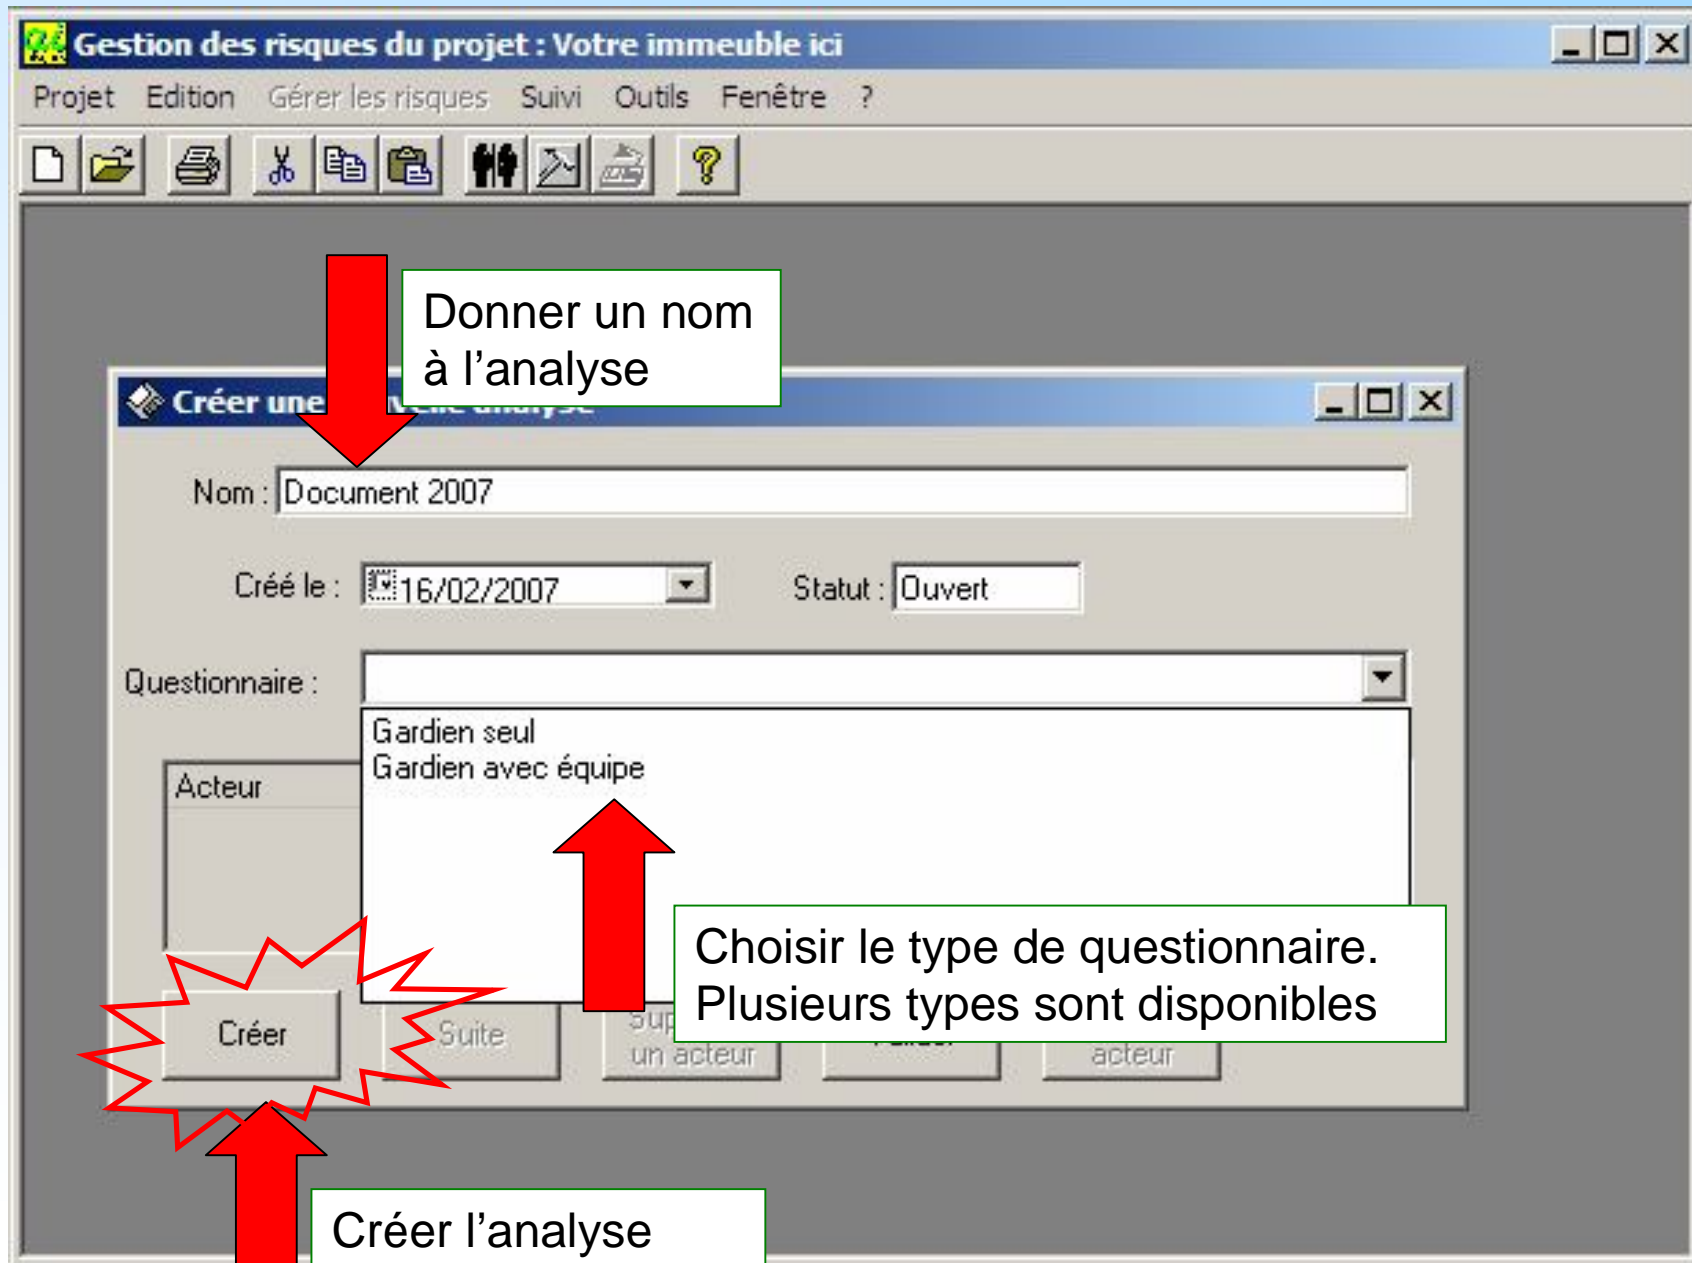 Gestion des risques du projet : Votre immeuble ici
Projet Edition Gérer les risques Suivi Outils Fenêtre ?
Donner un nom
à l'analyse
Créer une
Nom : Document 2007
Créé le : 16/02/2007 Statut : Ouvert
Questionnaire :
Gardien seul
Gardien avec équipe
Acteur
Choisir le type de questionnaire.
Plusieurs types sont disponibles
Créer Suite
un acteur acteur
Créer l'analyse